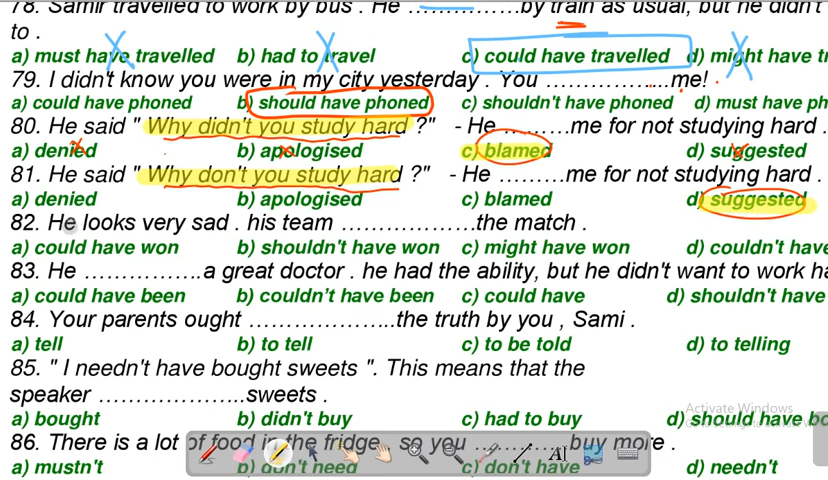 78. Samir travelled to work by bus . He ……………by train as usual, but he didn't
to .
a) must have travelled b) had to travel c) could have travelled d) might have tr
79. I didn't know you were in my city yesterday . You ……………..me!
a) could have phoned b) should have phoned c) shouldn't have phoned d) must have ph
80. He said " Why didn't you study hard ?" - He………me for not studying hard .
a) denied b) apologised c) blamed d) suggested
81. He said " Why don't you study hard ?" - He ………me for not studying hard .
a) denied b) apologised c) blamed d) suggested
82. He looks very sad . his team ………………the match .
a) could have won b) shouldn't have won c) might have won d) couldn't have
83. He …………….a great doctor . he had the ability, but he didn't want to work ha
a) could have been b) couldn't have been c) could have d) shouldn't have
84. Your parents ought ………………..the truth by you , Sami .
a) tell b) to tell c) to be told d) to telling
85. " I needn't have bought sweets ". This means that the
speaker ………………..sweets .
a) bought b) didn't buy c) had to buy d) should have bo
Activate Windows
86. There is a lot of food in the fridge, so you …………buy more .
a) mustn't b) don't need c) don't have d) needn't